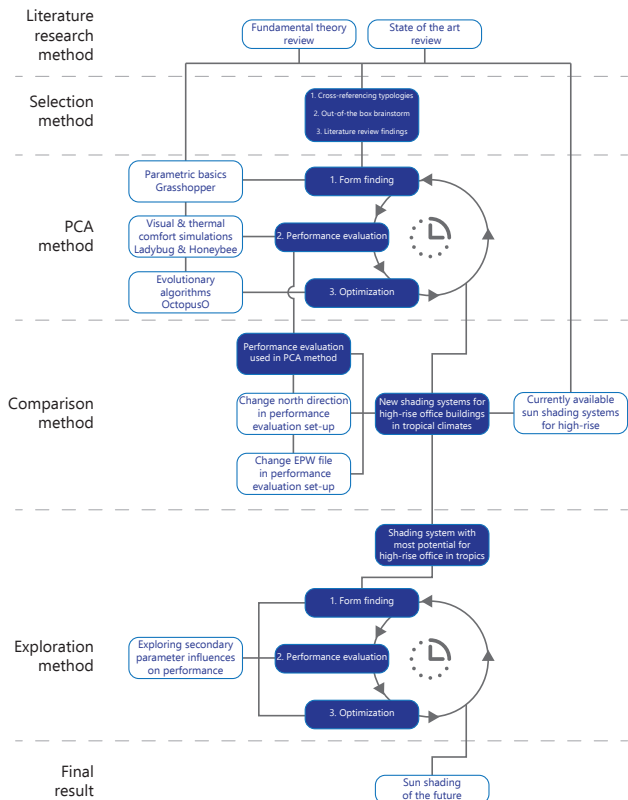 Literature
research method
Fundamental theory
review
State of the art
review
Selection
method
1. Cross-referencing typologies
2. Out-of-the box brainstorm
3. Literature review findings
PCA
method
Parametric basics
Grasshopper
1. Form finding
Visual & thermal
comfort simulations
Ladybug & Honeybee
2. Performance evaluation
Evolutionary
algorithms
OctopusO
3. Optimization
Comparison
method
Performance evaluation
used in PCA method
Change north direction
in performance
evaluation set-up
New shading systems for
high-rise office buildings
in tropical climates
Currently available
sun shading systems
for high-rise
Change EPW file
in performance
evaluation set-up
Shading system with
most potential for
high-rise office in tropics
Exploration
method
1. Form finding
Exploring secondary
parameter influences
on performance
2. Performance evaluation
3. Optimization
Final
result
Sun shading
of the future